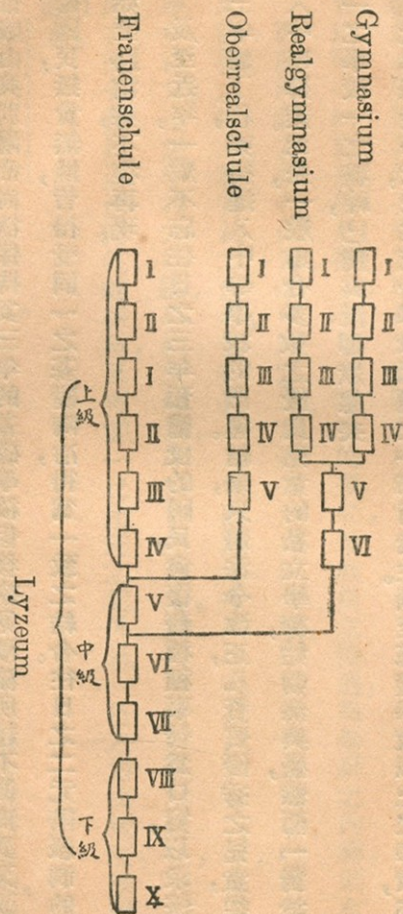 Gymnasium
I II III IV
Realgymnasium
I II III IV V VI
Oberrealschule
I II III IV V
Frauenschule
I II I II III IV V VI VII VIII IX X
上級
中級
下級
Lyzeum